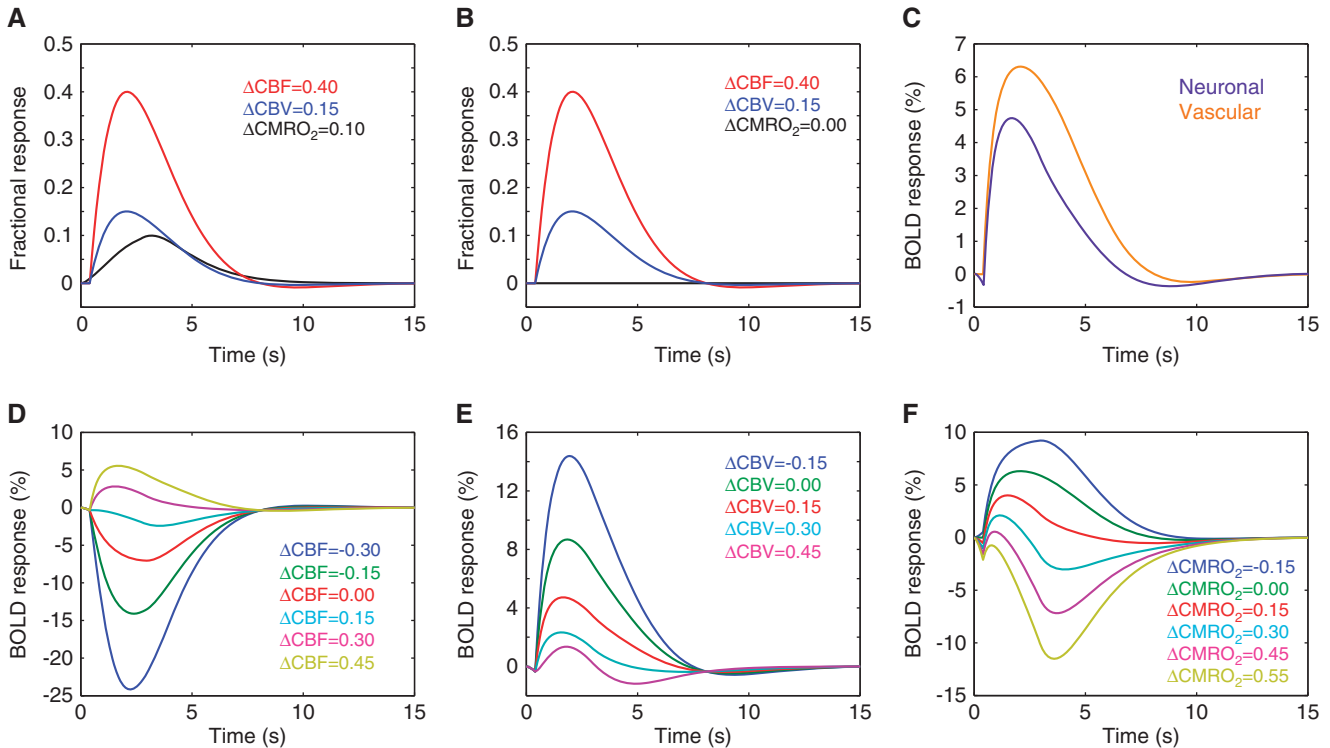 A
Fractional response
0.5
0.4
0.3
0.2
0.1
0
ΔCBF=0.40
ΔCBV=0.15
ΔCMRO₂=0.10
0 5 10 15
Time (s)
B
Fractional response
0.5
0.4
0.3
0.2
0.1
0
ΔCBF=0.40
ΔCBV=0.15
ΔCMRO₂=0.00
0 5 10 15
Time (s)
C
BOLD response (%)
7
6
5
4
3
2
1
0
-1
Neuronal
Vascular
0 5 10 15
Time (s)
D
BOLD response (%)
10
5
0
-5
-10
-15
-20
-25
ΔCBF=-0.30
ΔCBF=-0.15
ΔCBF=0.00
ΔCBF=0.15
ΔCBF=0.30
ΔCBF=0.45
0 5 10 15
Time (s)
E
BOLD response (%)
16
12
8
4
0
ΔCBV=-0.15
ΔCBV=0.00
ΔCBV=0.15
ΔCBV=0.30
ΔCBV=0.45
0 5 10 15
Time (s)
F
BOLD response (%)
10
5
0
-5
-10
-15
ΔCMRO₂=-0.15
ΔCMRO₂=0.00
ΔCMRO₂=0.15
ΔCMRO₂=0.30
ΔCMRO₂=0.45
ΔCMRO₂=0.55
0 5 10 15
Time (s)